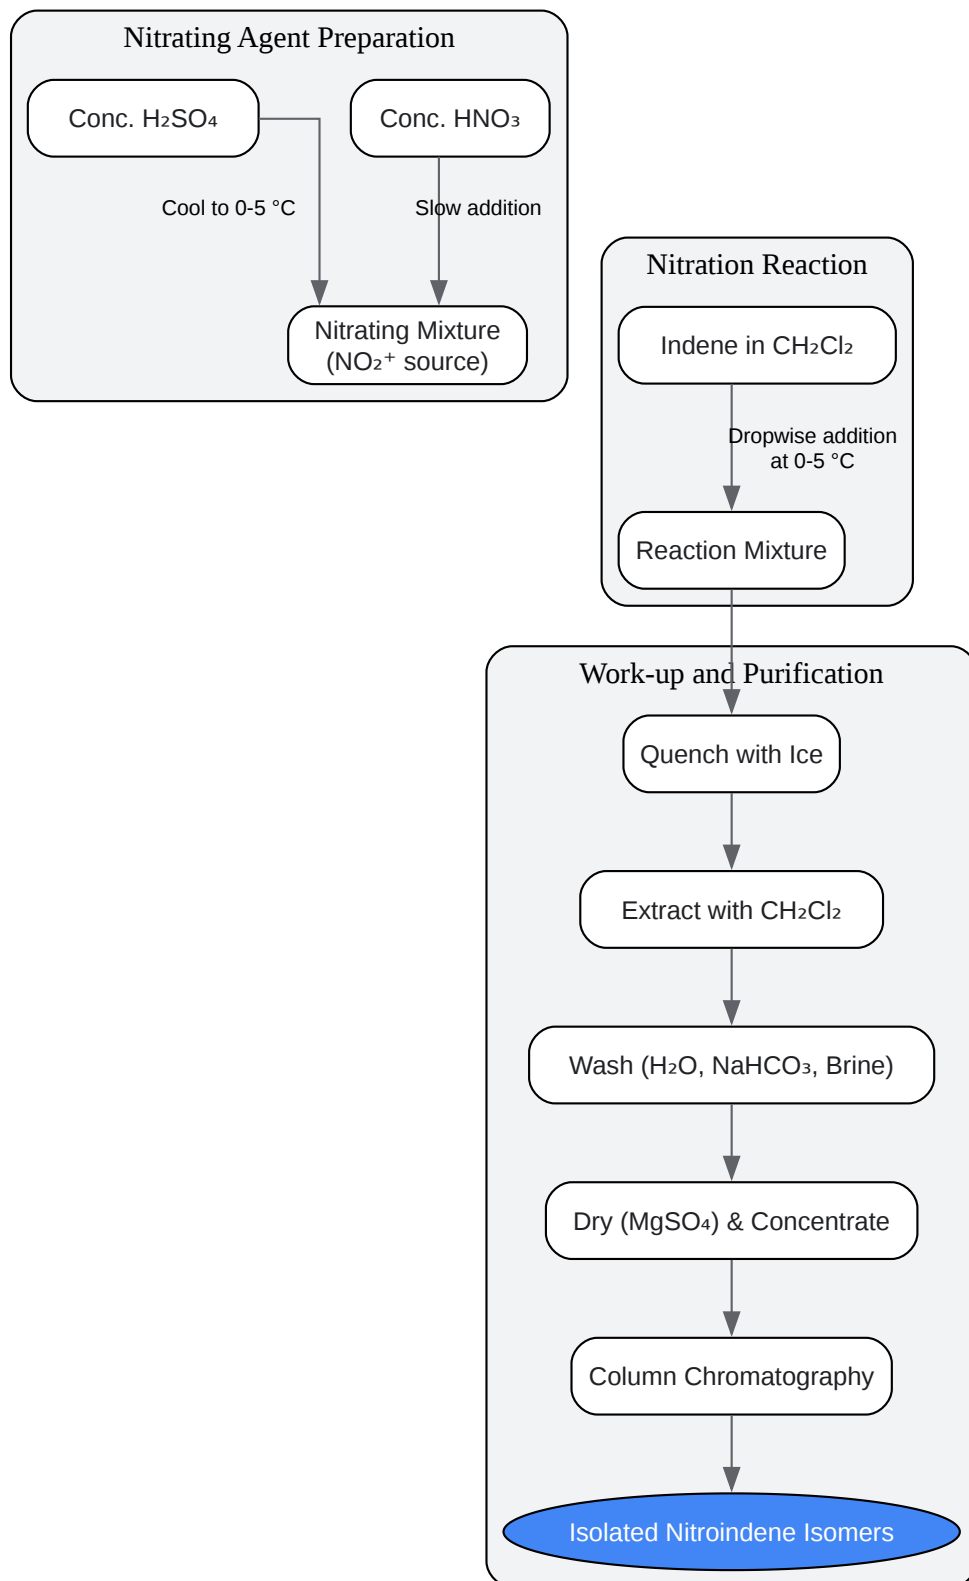 Nitrating Agent Preparation
Conc. H₂SO₄
Conc. HNO₃
Cool to 0-5 °C
Slow addition
Nitrating Mixture
(NO₂⁺ source)
Nitration Reaction
Indene in CH₂Cl₂
Dropwise addition
at 0-5 °C
Reaction Mixture
Work-up and Purification
Quench with Ice
Extract with CH₂Cl₂
Wash (H₂O, NaHCO₃, Brine)
Dry (MgSO₄) & Concentrate
Column Chromatography
Isolated Nitroindene Isomers